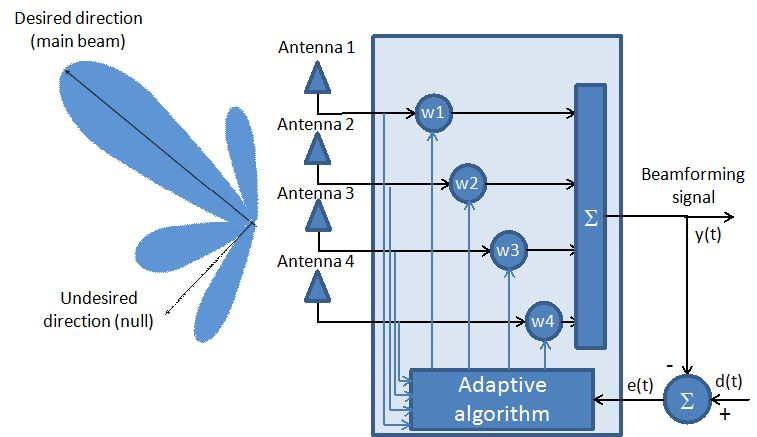 Desired direction
(main beam)
Undesired
direction (null)
Antenna 1
Antenna 2
Antenna 3
Antenna 4
w1
w2
w3
w4
Σ
Adaptive
algorithm
Beamforming
signal
y(t)
-
e(t)
Σ
d(t)
+